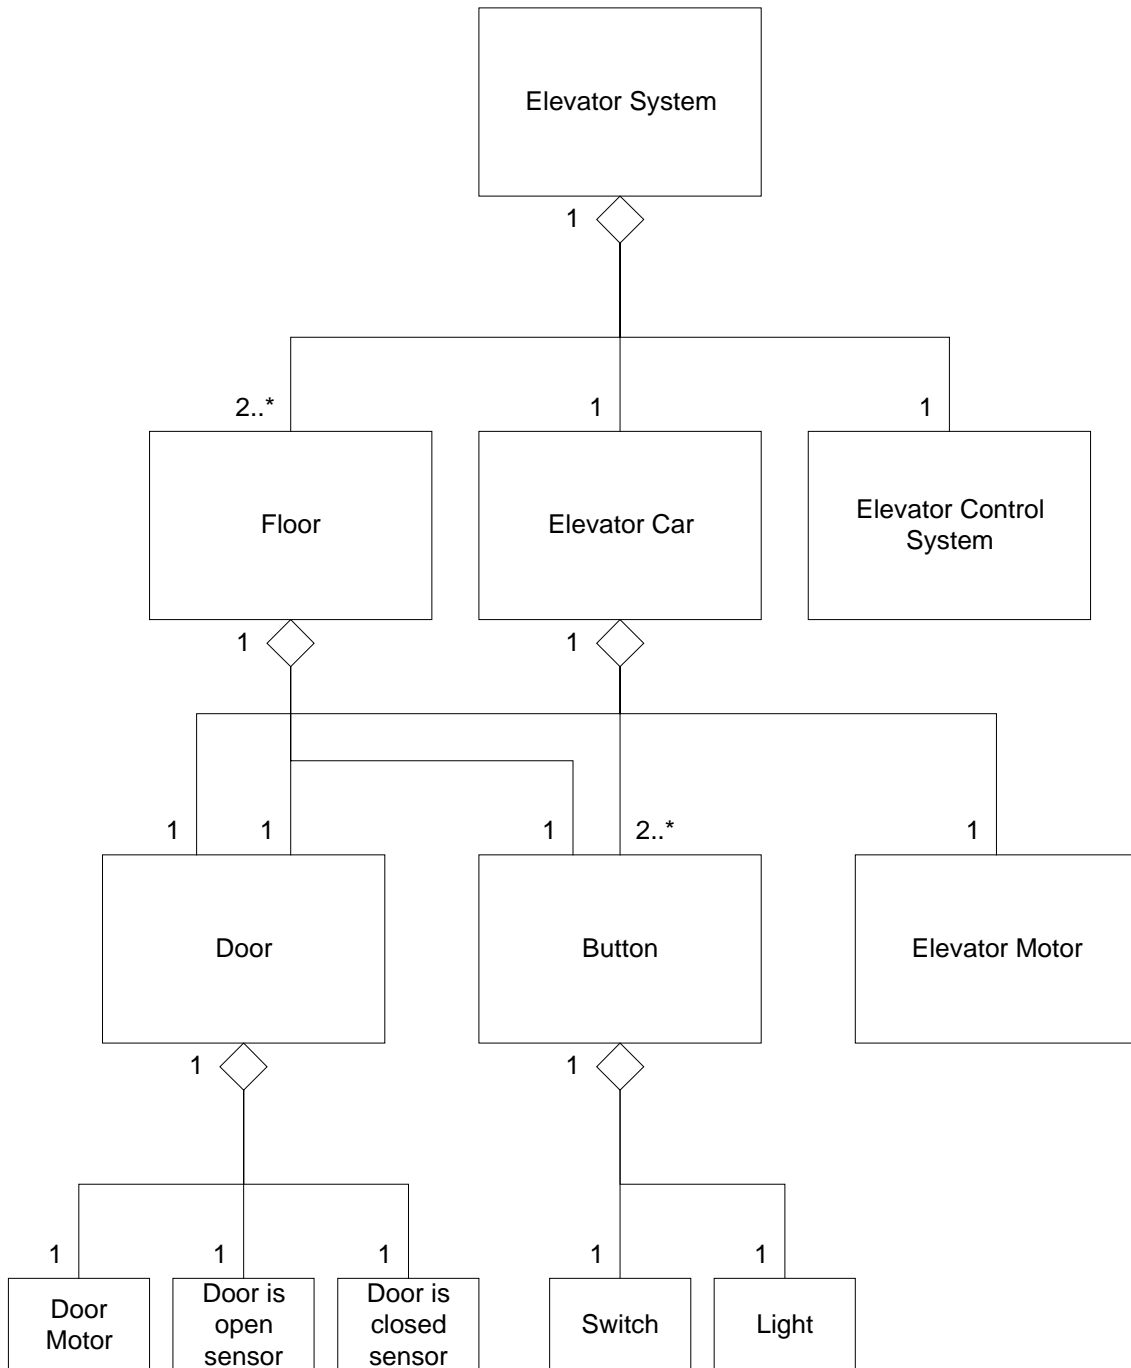 Elevator System
1
2..*
1
1
Floor
Elevator Car
Elevator Control
System
1
1
1
1
1
2..*
1
Door
Button
Elevator Motor
1
1
1
1
1
1
1
Door
Motor
Door is
open
sensor
Door is
closed
sensor
Switch
Light